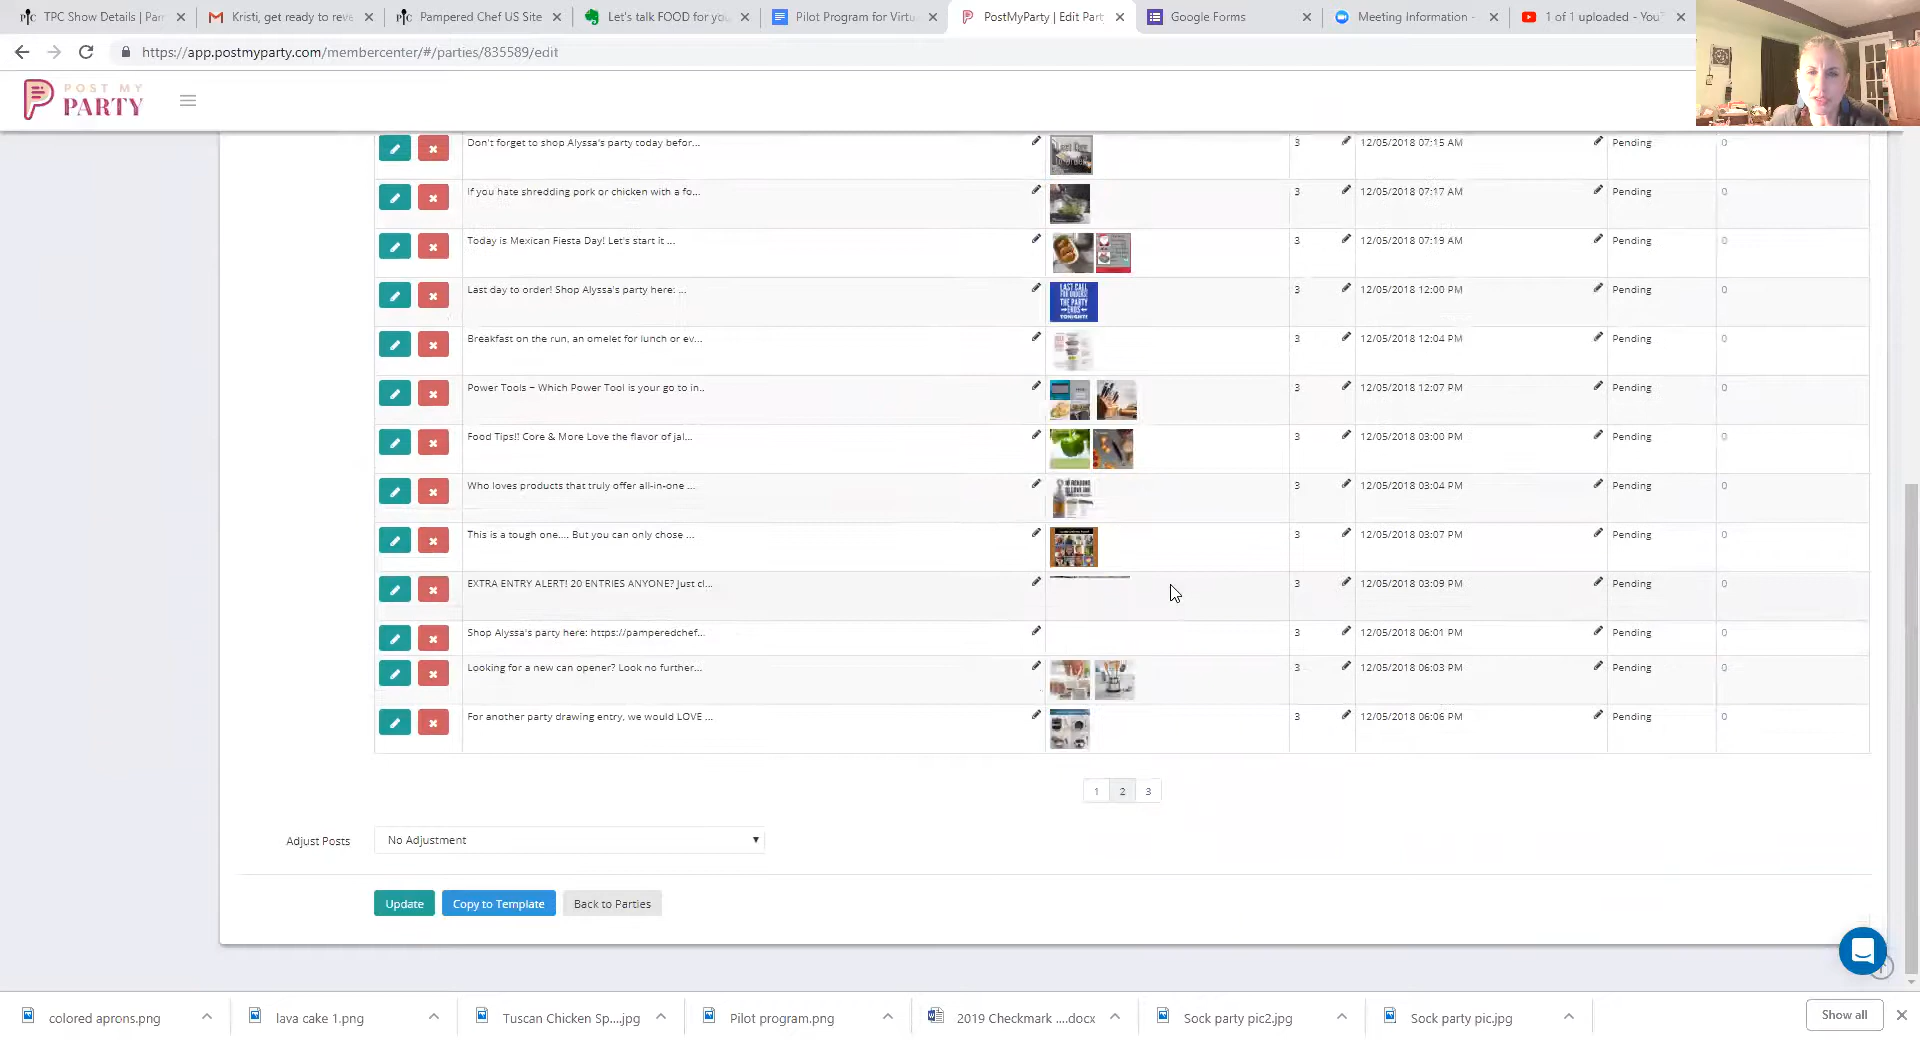 TPC Show Details | Pam
Kristi, get ready to reve
Pampered Chef US Site
Let's talk FOOD for yo
Pilot Program for Virtu
PostMyParty | Edit Part
Google Forms
Meeting Information -
1 of 1 uploaded - YouT
https://app.postmyparty.com/membercenter/#/parties/835589/edit
POST MY
PARTY
Don't forget to shop Alyssa's party today befor... 3 12/05/2018 07:15 AM Pending 0
If you hate shredding pork or chicken with a fo... 3 12/05/2018 07:17 AM Pending 0
Today is Mexican Fiesta Day! Let's start it ... 3 12/05/2018 07:19 AM Pending 0
Last day to order! Shop Alyssa's party here: ... 3 12/05/2018 12:00 PM Pending 0
LAST CALL
FOR ORDERS!
THE PARTY
ENDS
TONIGHT!
Breakfast on the run, an omelet for lunch or ev... 3 12/05/2018 12:04 PM Pending 0
Power Tools – Which Power Tool is your go to in.. 3 12/05/2018 12:07 PM Pending 0
Food Tips!! Core & More Love the flavor of jal... 3 12/05/2018 03:00 PM Pending 0
Who loves products that truly offer all-in-one ... 3 12/05/2018 03:04 PM Pending 0
This is a tough one.... But you can only chose ... 3 12/05/2018 03:07 PM Pending 0
EXTRA ENTRY ALERT! 20 ENTRIES ANYONE? Just cl... 3 12/05/2018 03:09 PM Pending 0
Shop Alyssa's party here: https://pamperedchef... 3 12/05/2018 06:01 PM Pending 0
Looking for a new can opener? Look no further... 3 12/05/2018 06:03 PM Pending 0
For another party drawing entry, we would LOVE ... 3 12/05/2018 06:06 PM Pending 0
1 2 3
Adjust Posts No Adjustment
Update Copy to Template Back to Parties
colored aprons.png
lava cake 1.png
Tuscan Chicken Sp....jpg
Pilot program.png
2019 Checkmark ....docx
Sock party pic2.jpg
Sock party pic.jpg
Show all